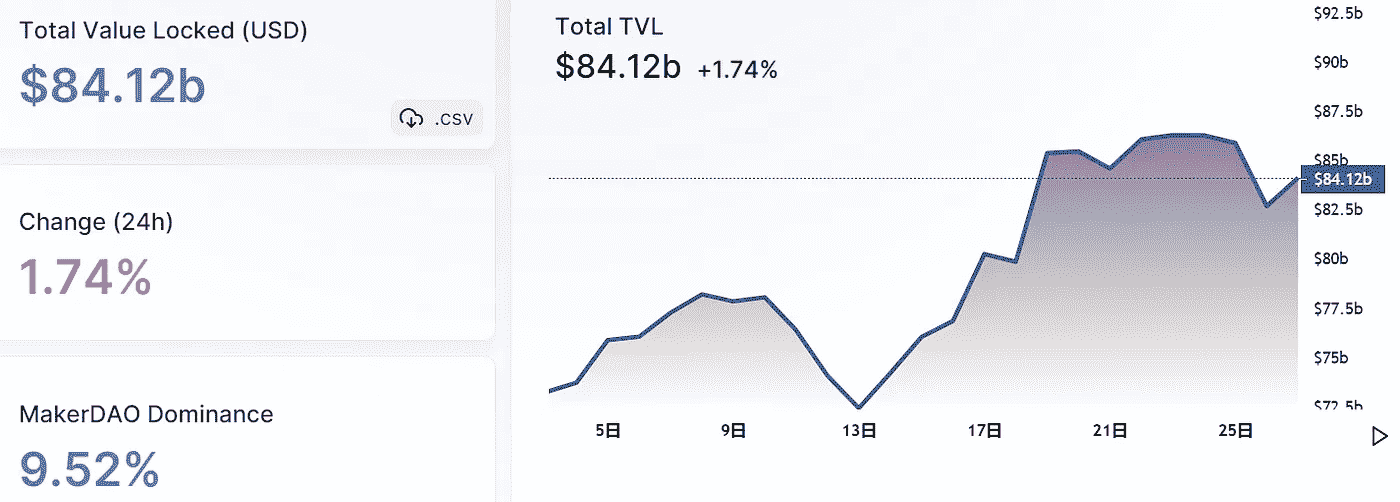 Total Value Locked (USD)
$84.12b
.CSV
Change (24h)
1.74%
MakerDAO Dominance
9.52%
Total TVL
$84.12b +1.74%
$92.5b
$90b
$87.5b
$85b
$84.12b
$82.5b
$80b
$77.5b
$75b
$72.5b
5日 9日 13日 17日 21日 25日